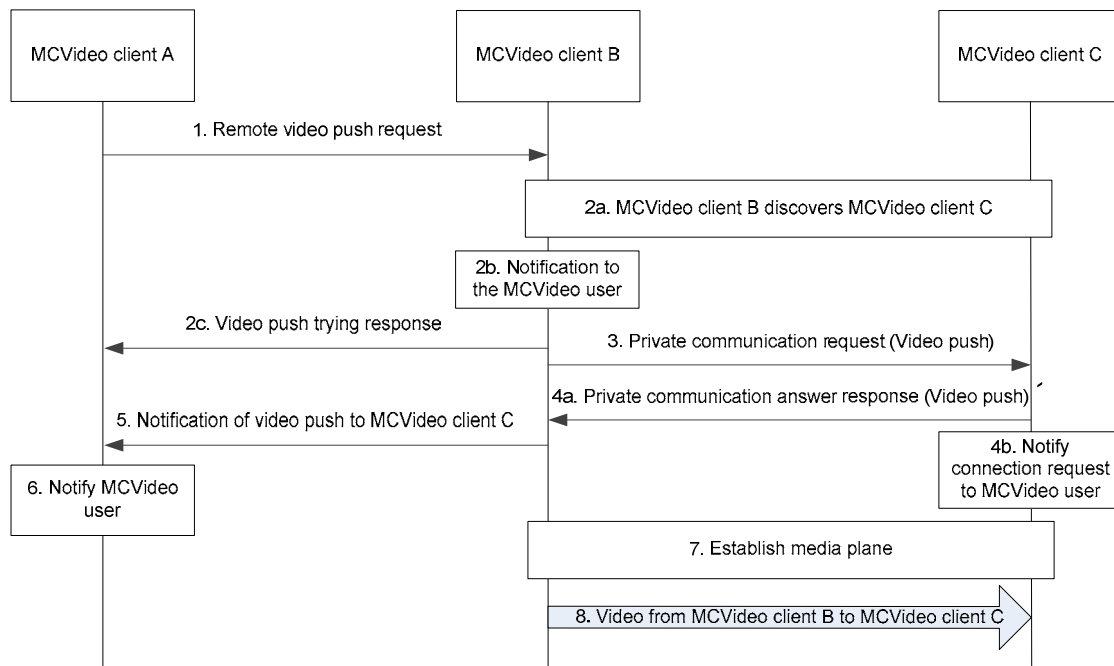 MCVideo client A
MCVideo client B
MCVideo client C
1. Remote video push request
2a. MCVideo client B discovers MCVideo client C
2b. Notification to
the MCVideo user
2c. Video push trying response
3. Private communication request (Video push)
4a. Private communication answer response (Video push)
5. Notification of video push to MCVideo client C
4b. Notify
connection request
to MCVideo user
6. Notify MCVideo
user
7. Establish media plane
8. Video from MCVideo client B to MCVideo client C